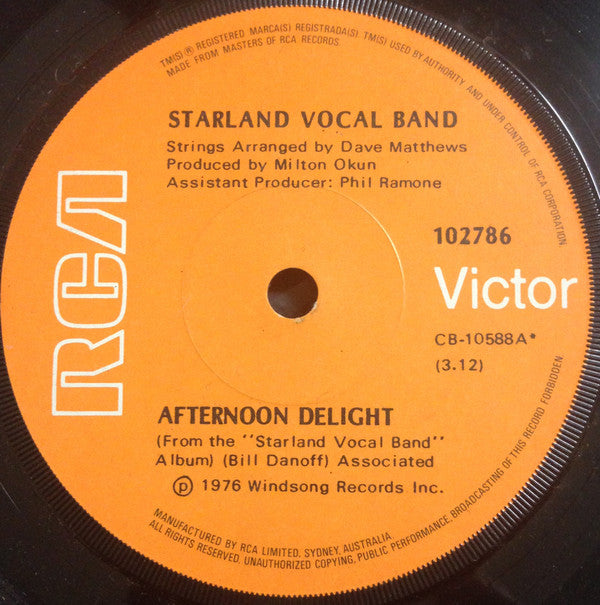 TM(S) ® REGISTERED MARCA(S) REGISTRADA(S). TM(S) USED BY AUTHORITY AND UNDER CONTROL OF RCA CORPORATION.
MADE FROM MASTERS OF RCA RECORDS
STARLAND VOCAL BAND
Strings Arranged by Dave Matthews
Produced by Milton Okun
Assistant Producer: Phil Ramone
RCA
102786
Victor
CB-10588A*
(3.12)
AFTERNOON DELIGHT
(From the ''Starland Vocal Band''
Album) (Bill Danoff) Associated
℗ 1976 Windsong Records Inc.
MANUFACTURED BY RCA LIMITED, SYDNEY, AUSTRALIA
ALL RIGHTS RESERVED. UNAUTHORIZED COPYING, PUBLIC PERFORMANCE, BROADCASTING OF THIS RECORD FORBIDDEN